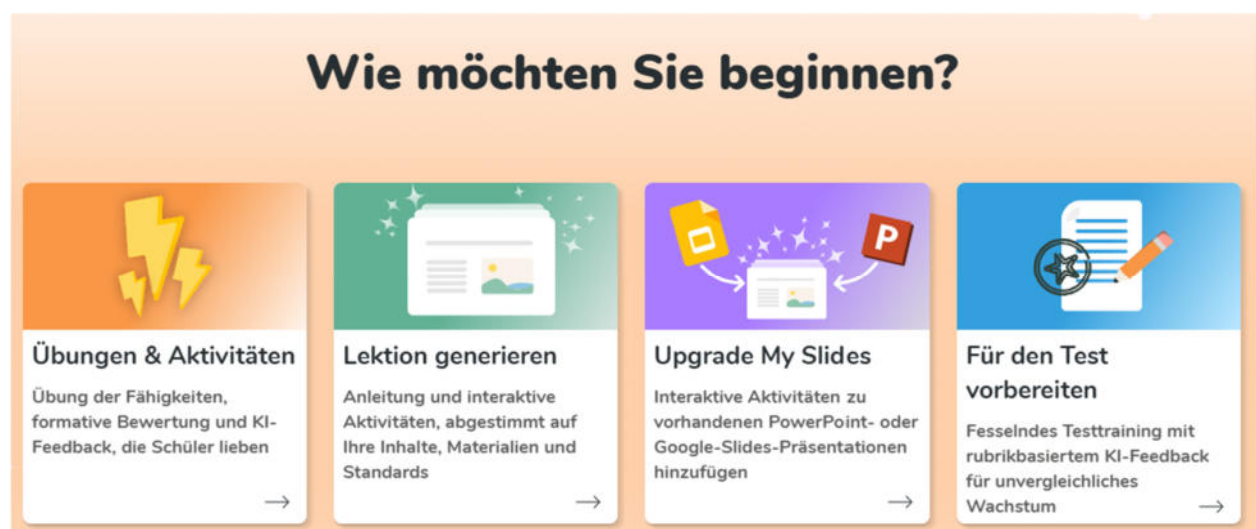 Wie möchten Sie beginnen?
P
Übungen & Aktivitäten
Übung der Fähigkeiten,
formative Bewertung und KI-
Feedback, die Schüler lieben
Lektion generieren
Anleitung und interaktive
Aktivitäten, abgestimmt auf
Ihre Inhalte, Materialien und
Standards
Upgrade My Slides
Interaktive Aktivitäten zu
vorhandenen PowerPoint- oder
Google-Slides-Präsentationen
hinzufügen
Für den Test
vorbereiten
Fesselndes Testtraining mit
rubrikbasiertem KI-Feedback
für unvergleichliches
Wachstum